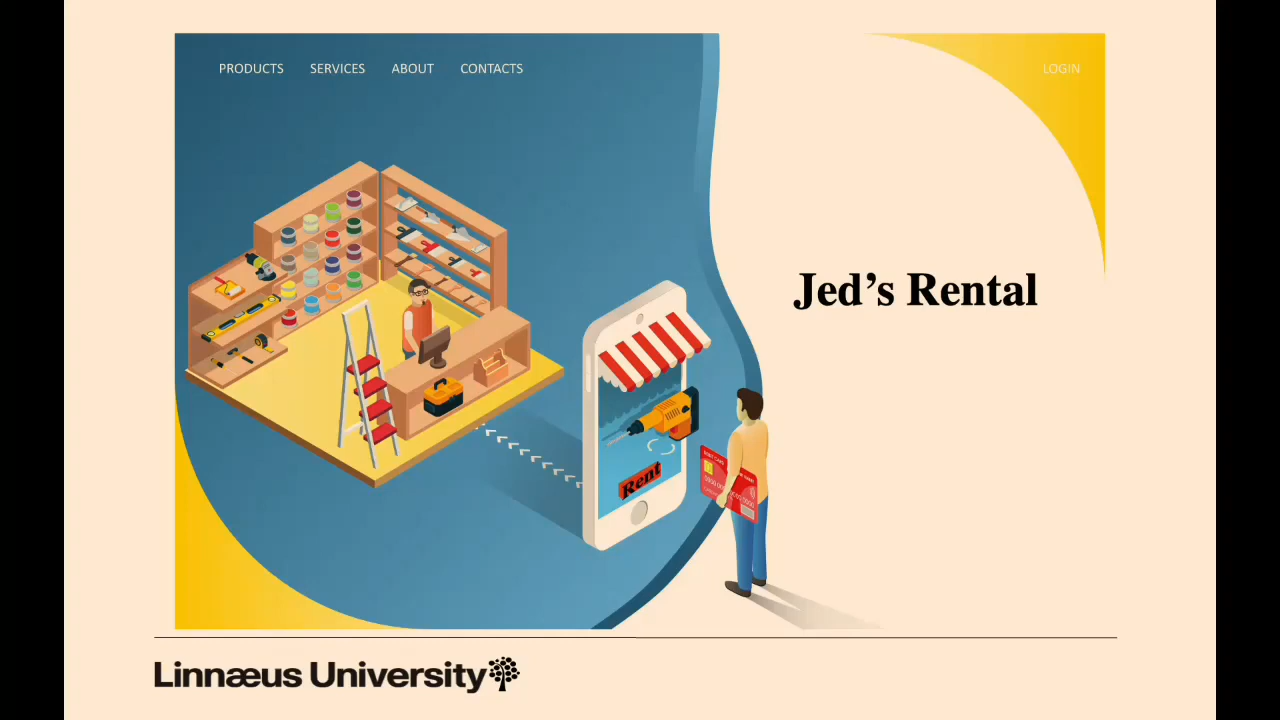 PRODUCTS SERVICES ABOUT CONTACTS LOGIN
Jed's Rental
Rent
Linnæus University